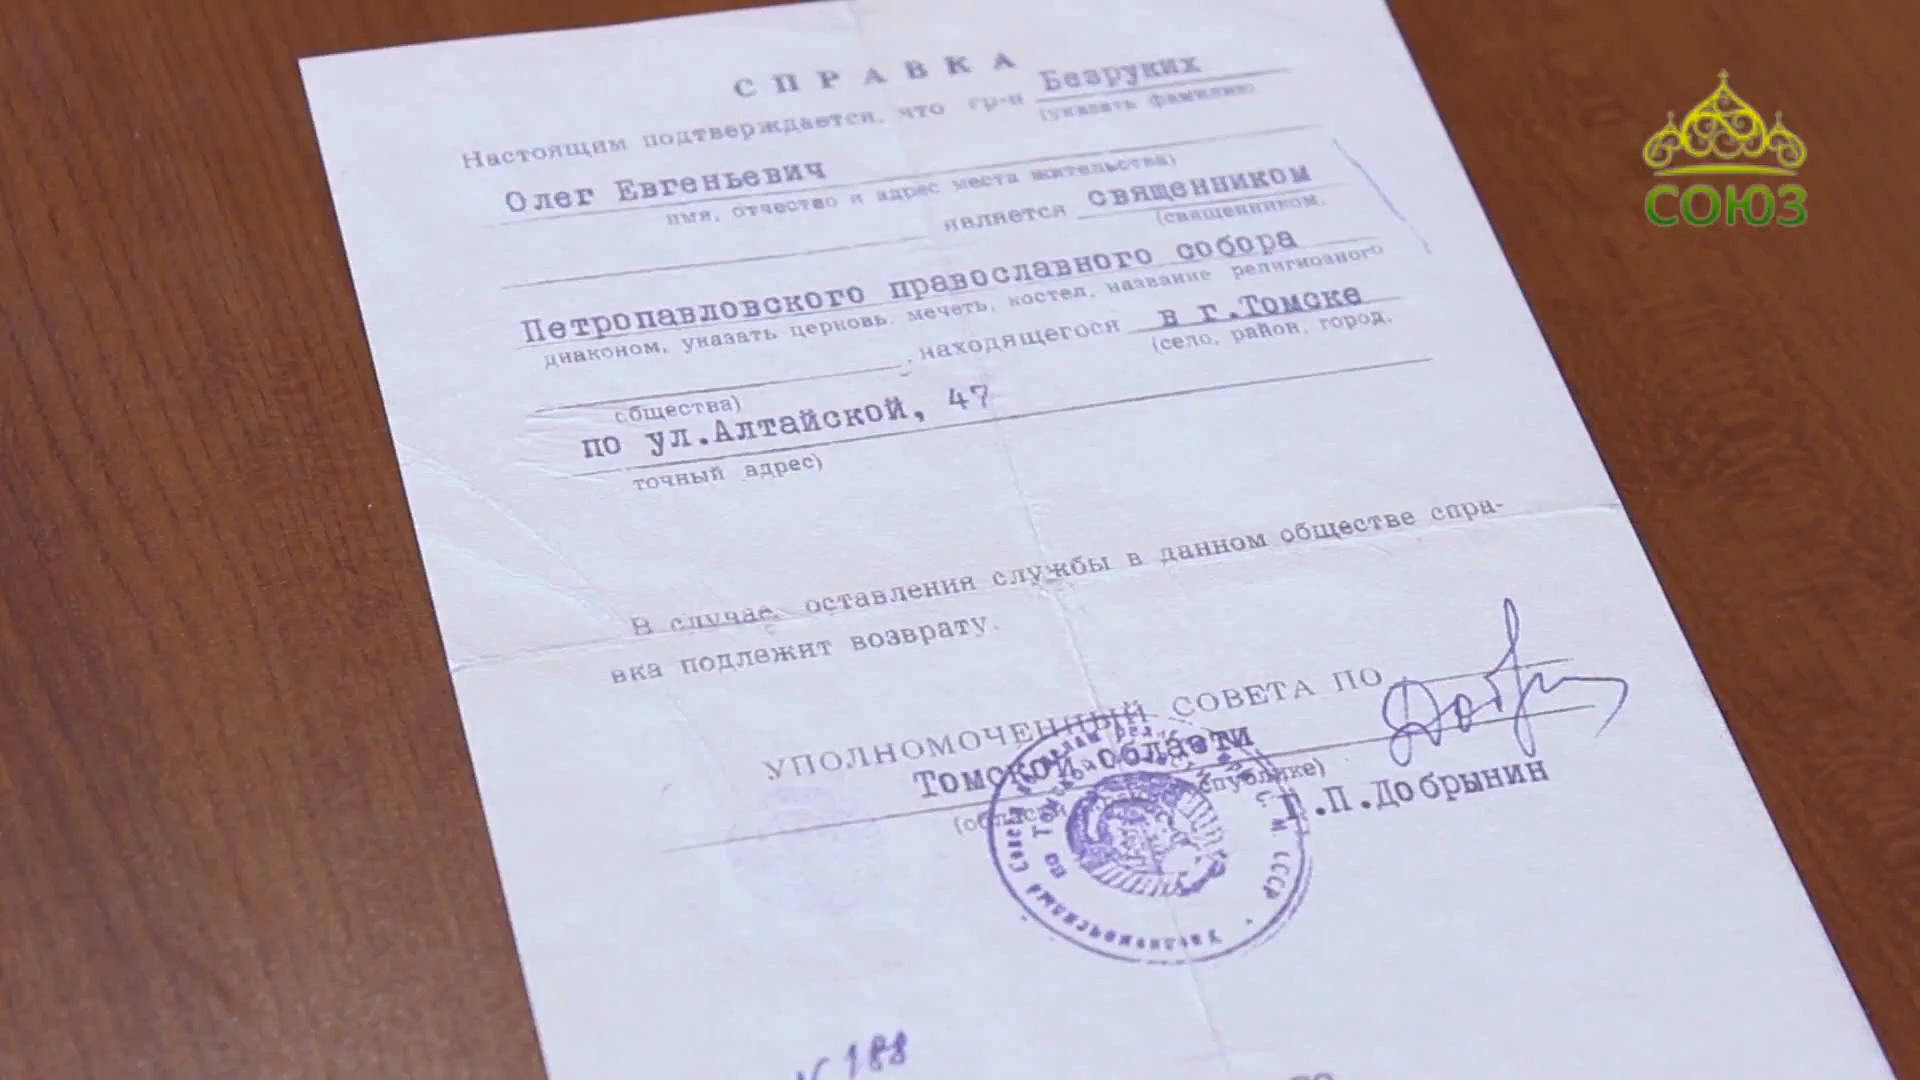 СПРАВКА
Настоящим подтверждается, что гр-н Безруких
(указать фамилию,
Олег Евгеньевич
имя, отчество и адрес места жительства)
является священником
(священником,
Петропавловского православного собора
диаконом, указать церковь, мечеть, костел, название религиозного
, находящегося в г.Томске
(село, район, город,
общества)
по ул.Алтайской, 47
точный адрес)
В случае оставления службы в данном обществе спра-
вка подлежит возврату.
УПОЛНОМОЧЕННЫЙ СОВЕТА ПО
Томской области
Г.П.Добрынин
N 188
СОЮЗ